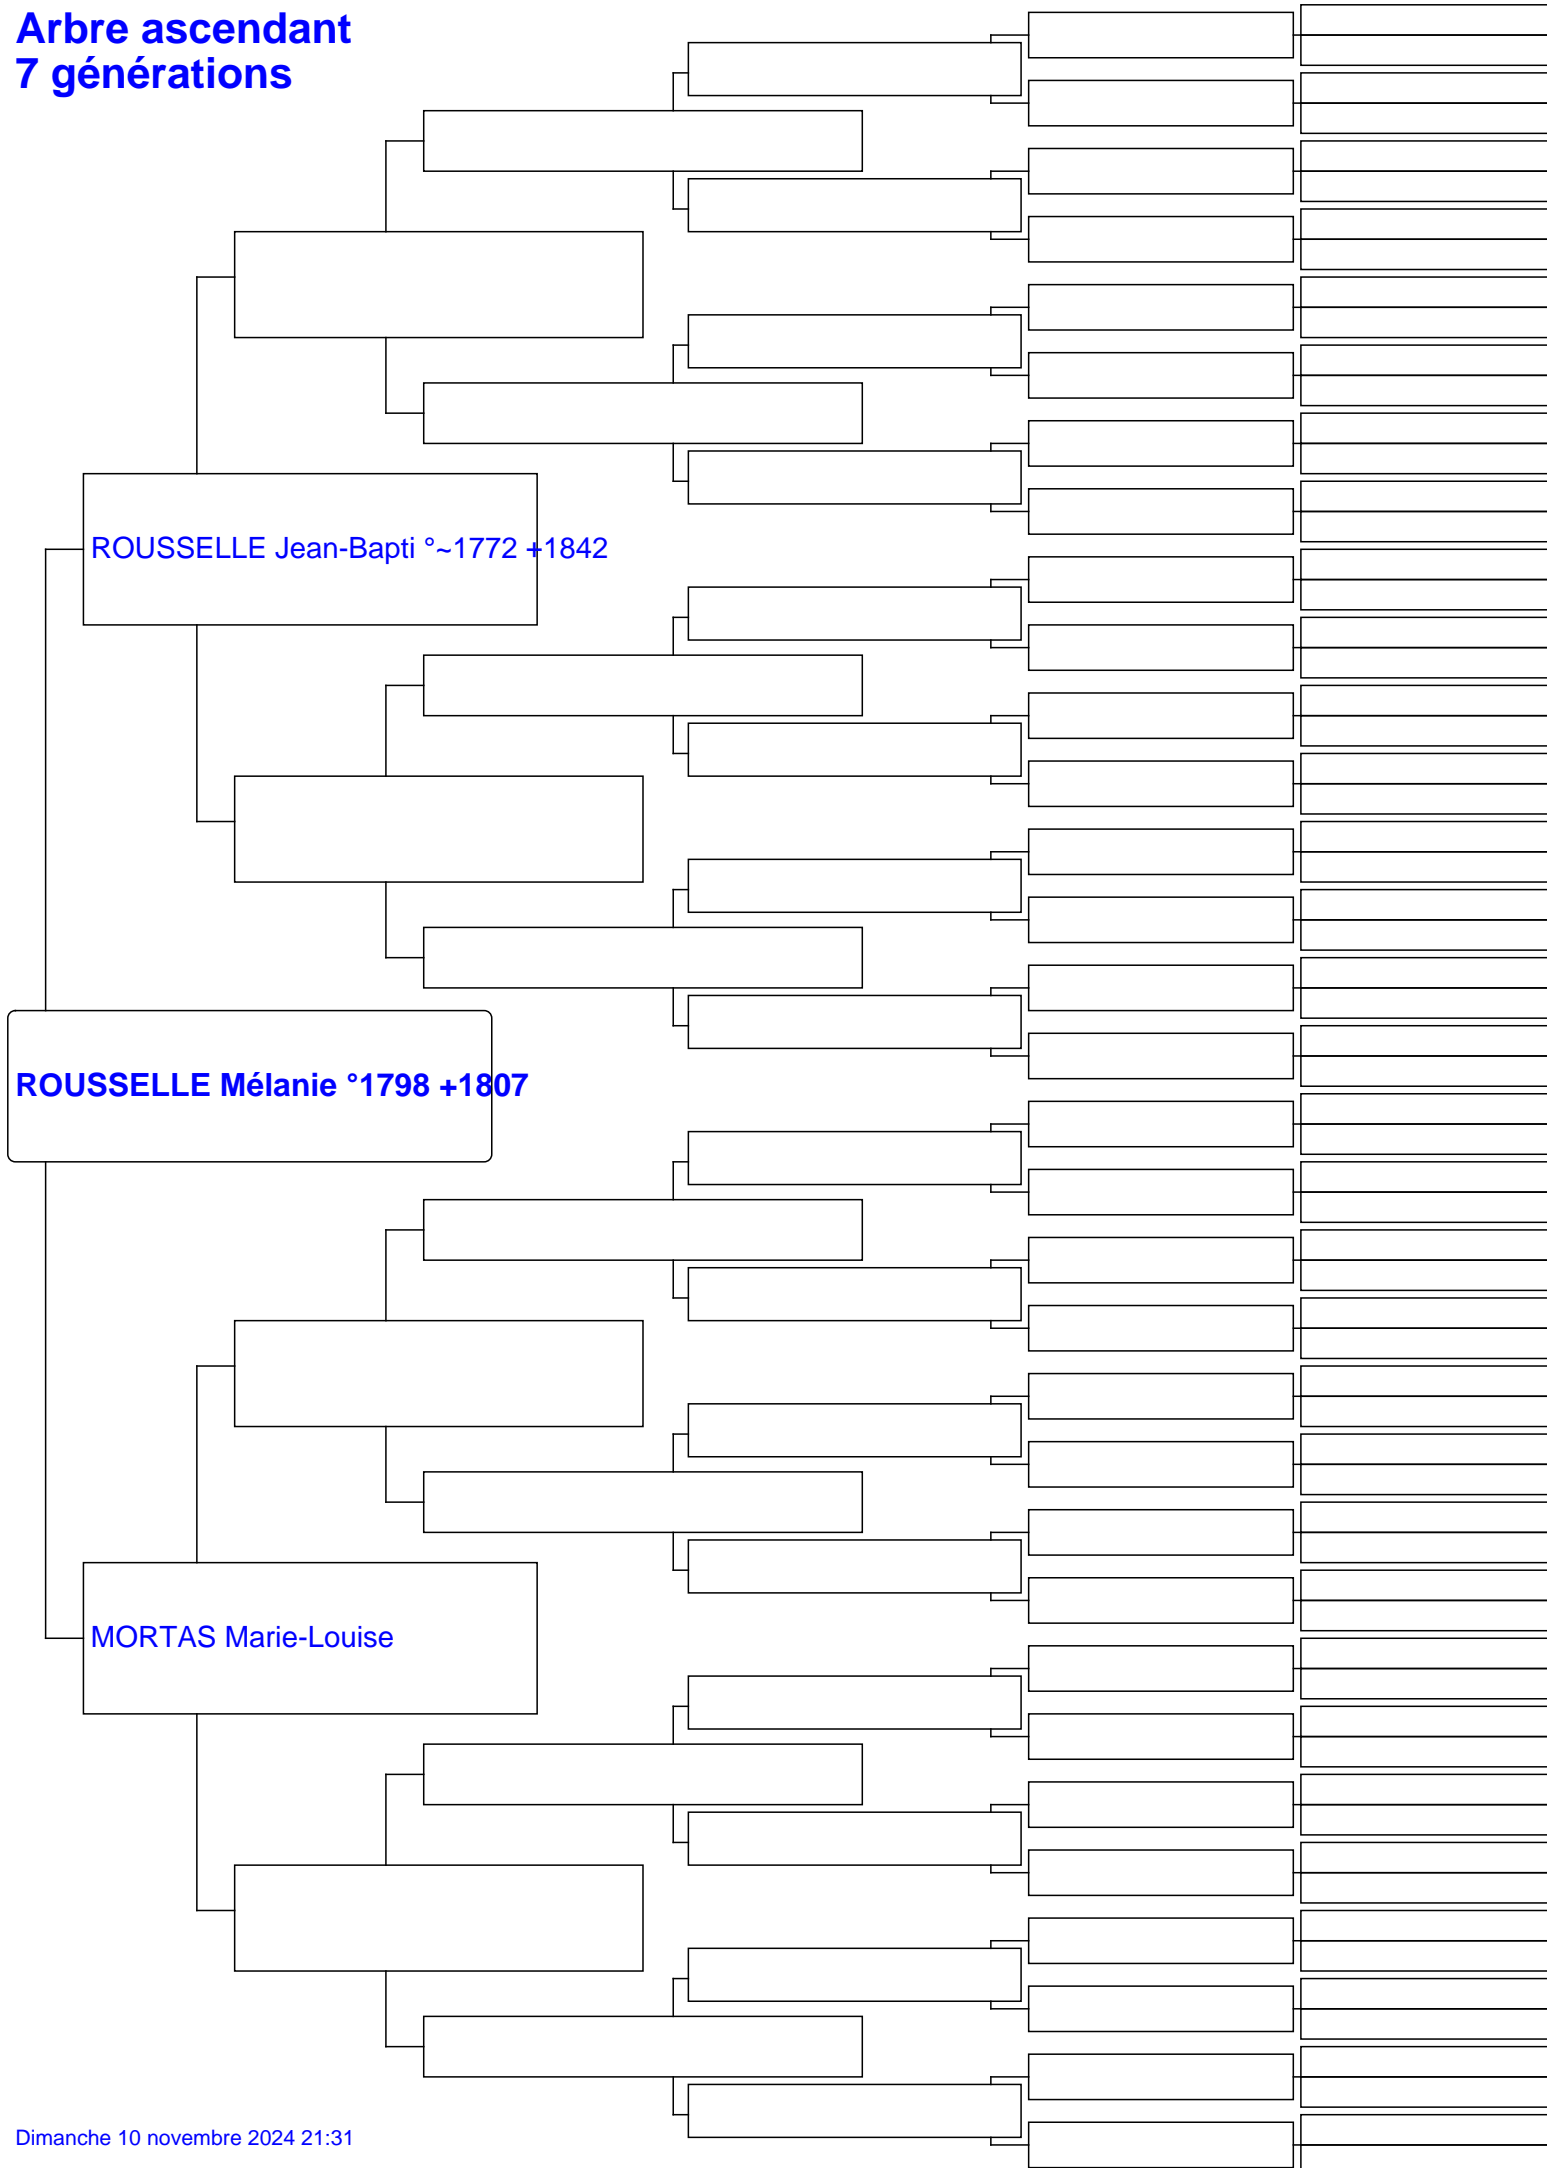 Arbre ascendant
7 générations
ROUSSELLE Jean-Bapti °~1772 +1842
ROUSSELLE Mélanie °1798 +1807
MORTAS Marie-Louise
Dimanche 10 novembre 2024 21:31